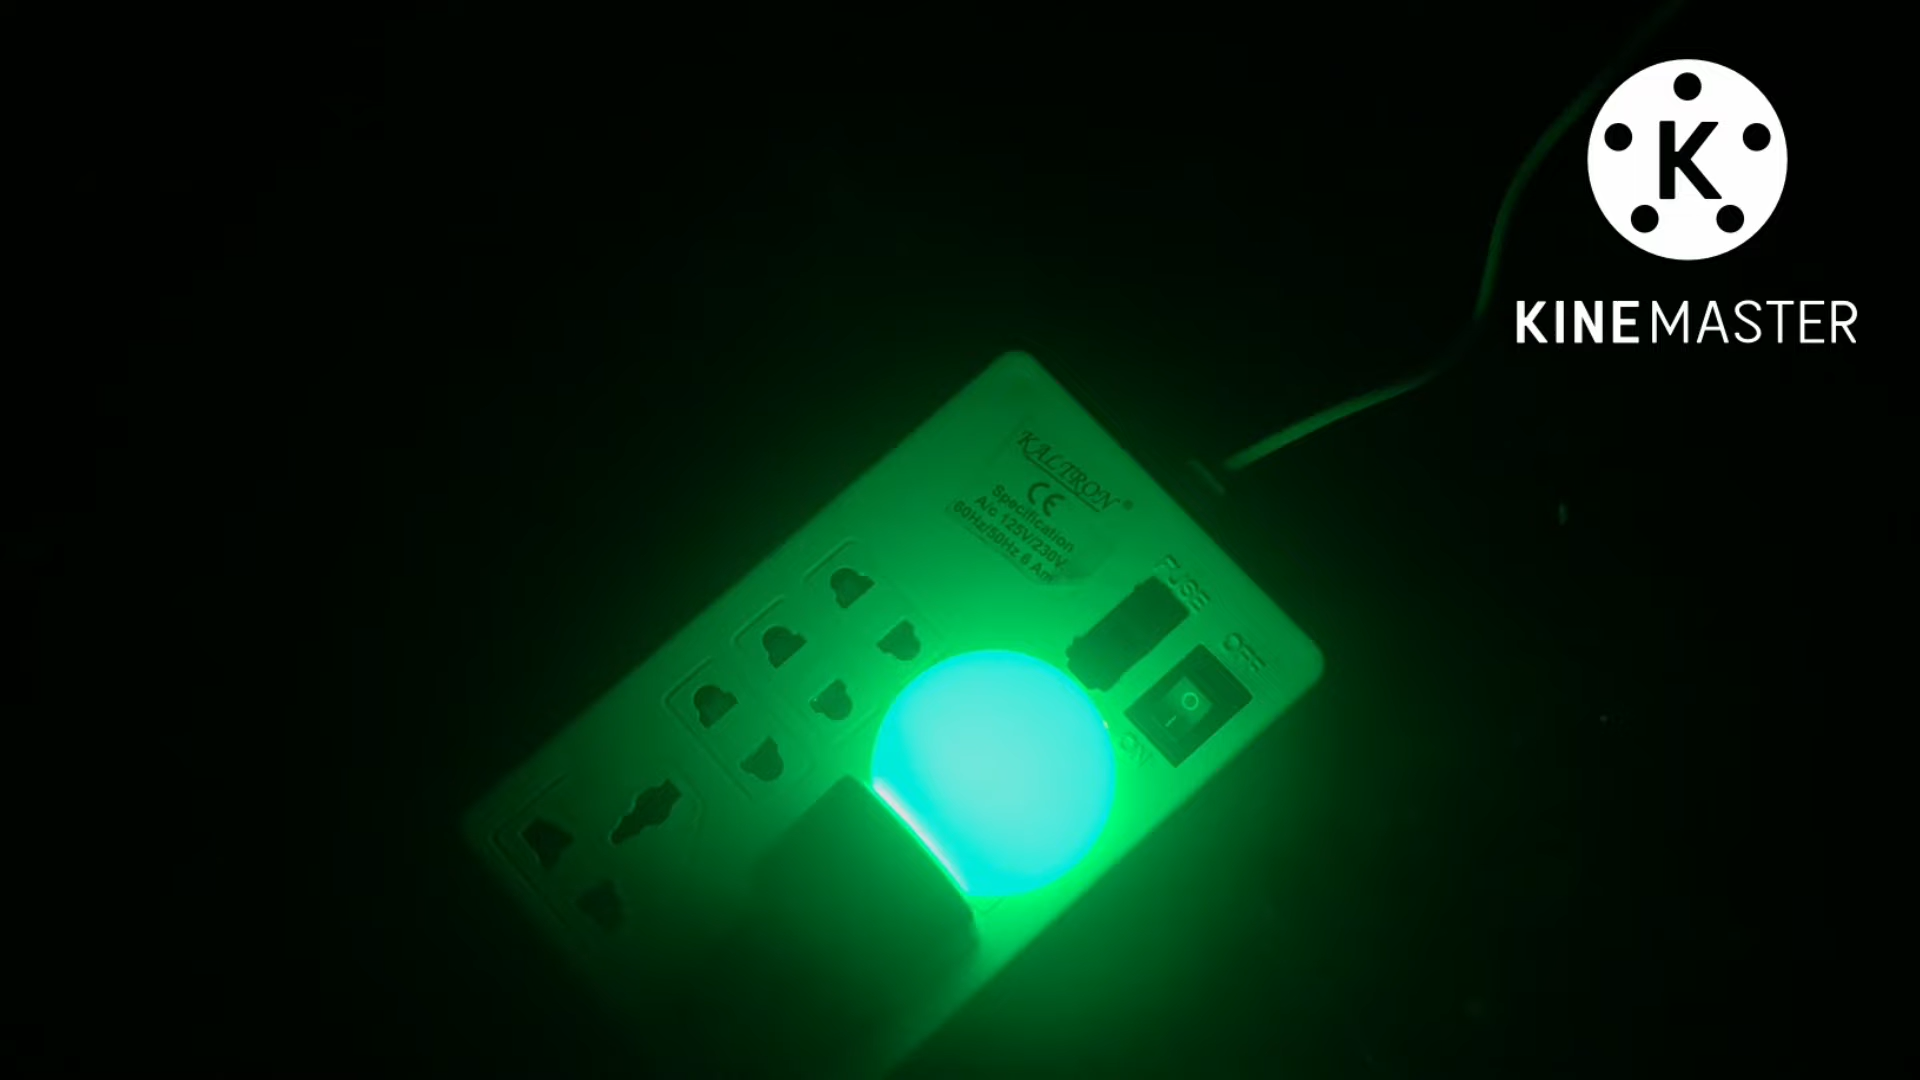 KINEMASTER
KALTRON®
CE
Specification
A/c 125V/230V
60Hz/50Hz 6 Am
FUSE
OFF
ON